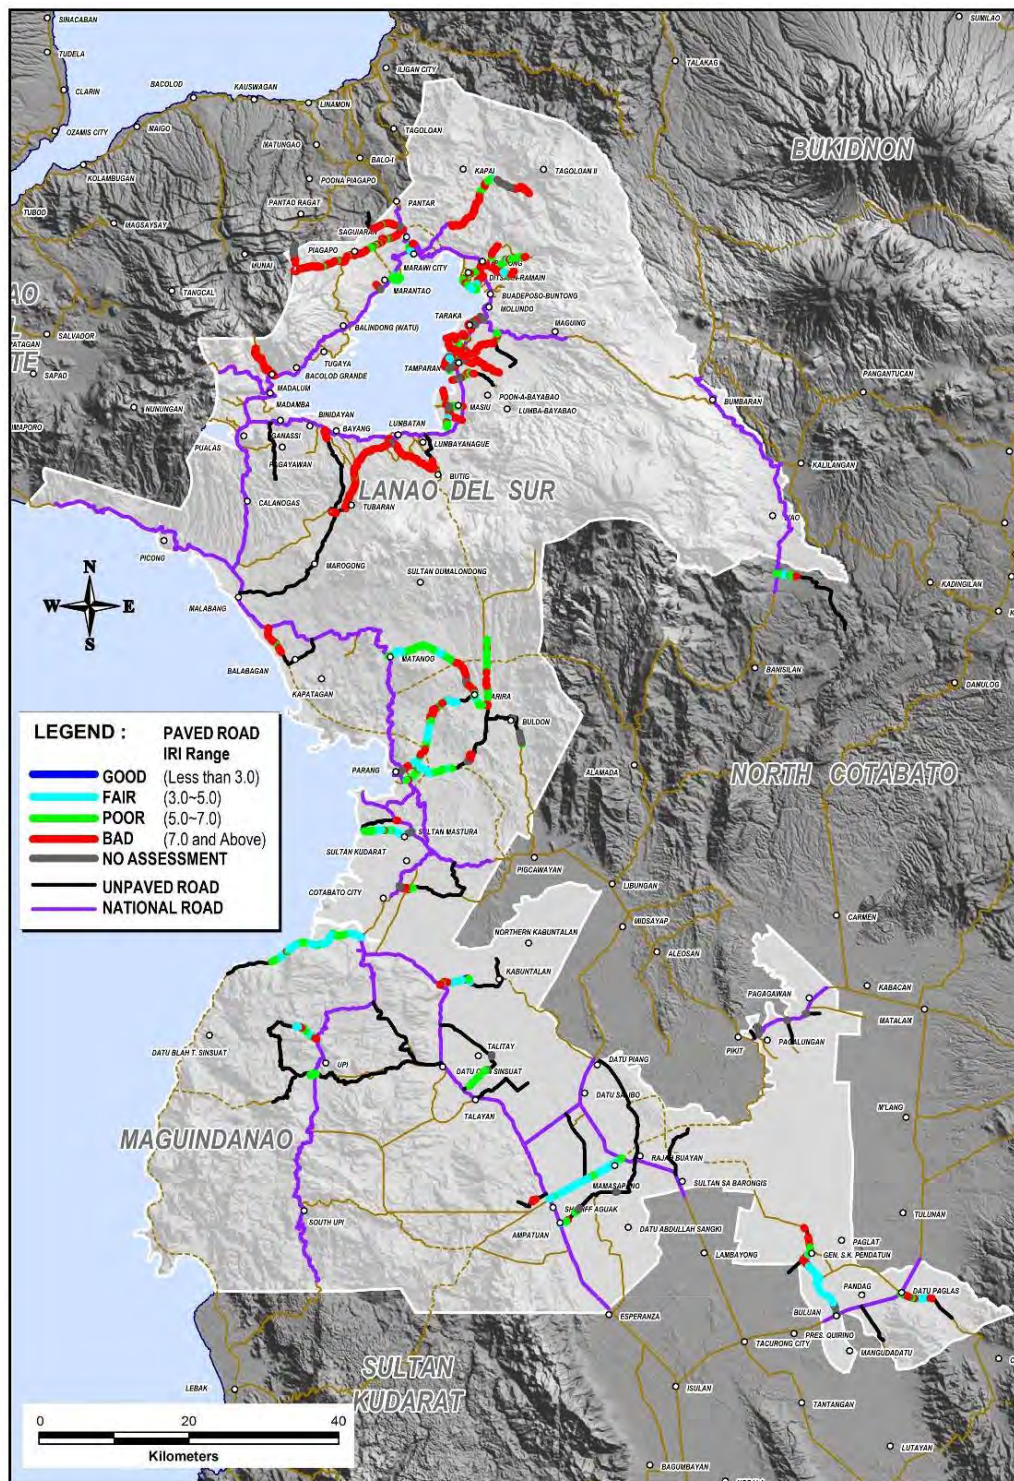 SINACABAN
SUMILAO
TUDELA
TALAKAG
ILIGAN CITY
CLARIN
BACOLOD
KAUSWAGAN
LINAMON
OZAMIS CITY
MAIGO
TAGOLOAN
MATUNGAO
BALO-I
BUKIDNON
KOLAMBUGAN
POONA PIAGAPO
KAPAI
TAGOLOAN II
PANTAO RAGAT
PANTAR
TUBOD
MAGSAYSAY
SAGUIARAN
PIAGAPO
MUNAI
MARAWI CITY
DITSAAN-RAMAIN
TANGCAL
MARANTAO
BUADEPOSO-BUNTONG
MOLUNDO
TARAKA
BALINDONG (WATU)
MAGUING
SALVADOR
TUGAYA
TAMPARAN
BACOLOD GRANDE
SAPAD
MADALUM
POON-A-BAYABAO
PANGANTUCAN
BUMBARAN
NUNUNGAN
MADAMBA
MASIU
LUMBA-BAYABAO
BINIDAYAN
BAYANG
LUMBATAN
PUALAS
GANASSI
LUMBAYANAGUE
PAGAYAWAN
KALILANGAN
BUTIG
LANAO DEL SUR
CALANOGAS
TUBARAN
WAO
PICONG
MAROGONG
SULTAN DUMALONDONG
KADINGILAN
N
W E
S
MALABANG
BALABAGAN
MATANOG
BANISILAN
KAPATAGAN
DAMULOG
BARIRA
BULDON
LEGEND : PAVED ROAD
IRI Range
GOOD (Less than 3.0)
FAIR (3.0~5.0)
POOR (5.0~7.0)
BAD (7.0 and Above)
NO ASSESSMENT
UNPAVED ROAD
NATIONAL ROAD
PARANG
ALAMADA
NORTH COTABATO
SULTAN MASTURA
SULTAN KUDARAT
PIGCAWAYAN
COTABATO CITY
LIBUNGAN
MIDSAYAP
CARMEN
NORTHERN KABUNTALAN
ALEOSAN
KABUNTALAN
PAGAGAWAN
KABACAN
MATALAM
DATU BLAH T. SINSUAT
TALITAY
PIKIT
PAGALUNGAN
UPI
DATU ODIN SINSUAT
DATU PIANG
DATU SALIBO
TALAYAN
M'LANG
MAGUINDANAO
RAJAH BUAYAN
MAMASAPANO
SULTAN SA BARONGIS
SOUTH UPI
SHARIFF AGUAK
AMPATUAN
DATU ABDULLAH SANGKI
TULUNAN
LAMBAYONG
PAGLAT
GEN. S.K. PENDATUN
PANDAG
DATU PAGLAS
ESPERANZA
BULUAN
PRES. QUIRINO
TACURONG CITY
MANGUDADATU
SULTAN
KUDARAT
LEBAK
ISULAN
TANTANGAN
0 20 40
Kilometers
LUTAYAN
BAGUMBAYAN